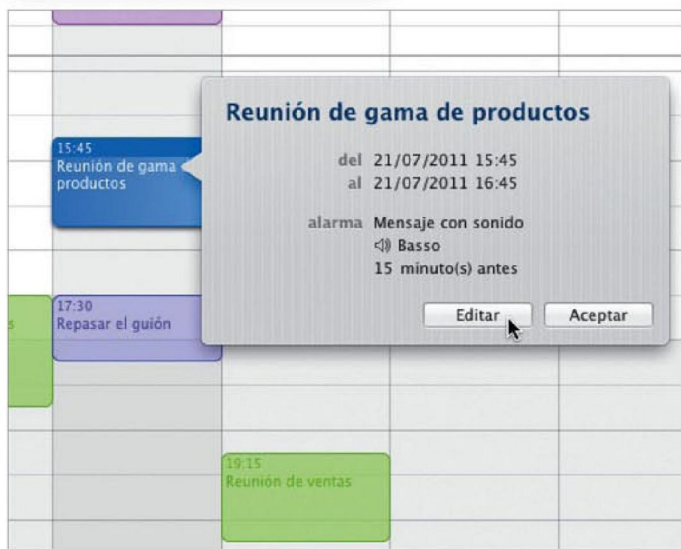 Reunión de gama de productos
del 21/07/2011 15:45
al 21/07/2011 16:45
alarma Mensaje con sonido
Basso
15 minuto(s) antes
Editar Aceptar
15:45
Reunión de gama
productos
17:30
Repasar el guión
19:15
Reunión de ventas